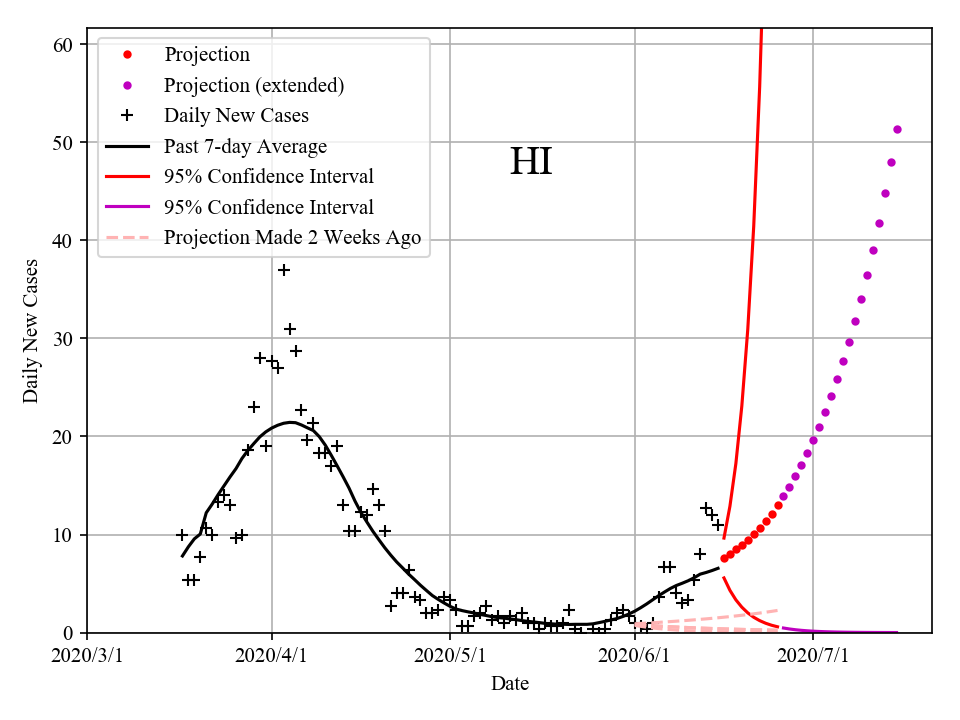 60
50
40
30
20
10
0
Daily New Cases
Projection
Projection (extended)
Daily New Cases
Past 7-day Average
95% Confidence Interval
95% Confidence Interval
Projection Made 2 Weeks Ago
HI
2020/3/1
2020/4/1
2020/5/1
2020/6/1
2020/7/1
Date